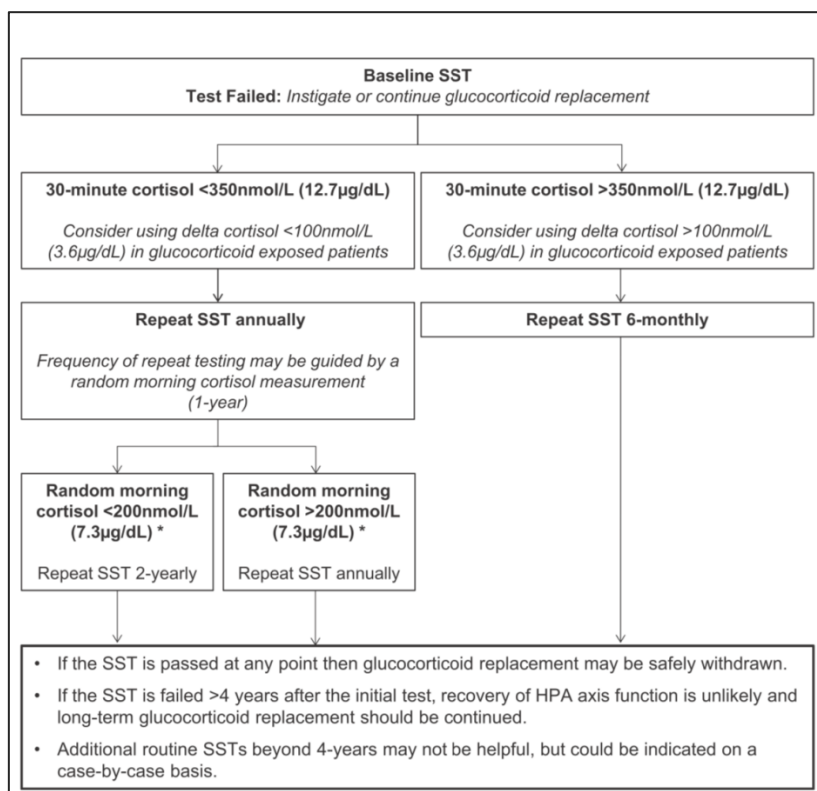 Baseline SST
Test Failed: Instigate or continue glucocorticoid replacement
30-minute cortisol <350nmol/L (12.7µg/dL)
Consider using delta cortisol <100nmol/L
(3.6µg/dL) in glucocorticoid exposed patients
30-minute cortisol >350nmol/L (12.7µg/dL)
Consider using delta cortisol >100nmol/L
(3.6µg/dL) in glucocorticoid exposed patients
Repeat SST annually
Frequency of repeat testing may be guided by a
random morning cortisol measurement
(1-year)
Repeat SST 6-monthly
Random morning
cortisol <200nmol/L
(7.3µg/dL) *
Repeat SST 2-yearly
Random morning
cortisol >200nmol/L
(7.3µg/dL) *
Repeat SST annually
• If the SST is passed at any point then glucocorticoid replacement may be safely withdrawn.
• If the SST is failed >4 years after the initial test, recovery of HPA axis function is unlikely and
long-term glucocorticoid replacement should be continued.
• Additional routine SSTs beyond 4-years may not be helpful, but could be indicated on a
case-by-case basis.